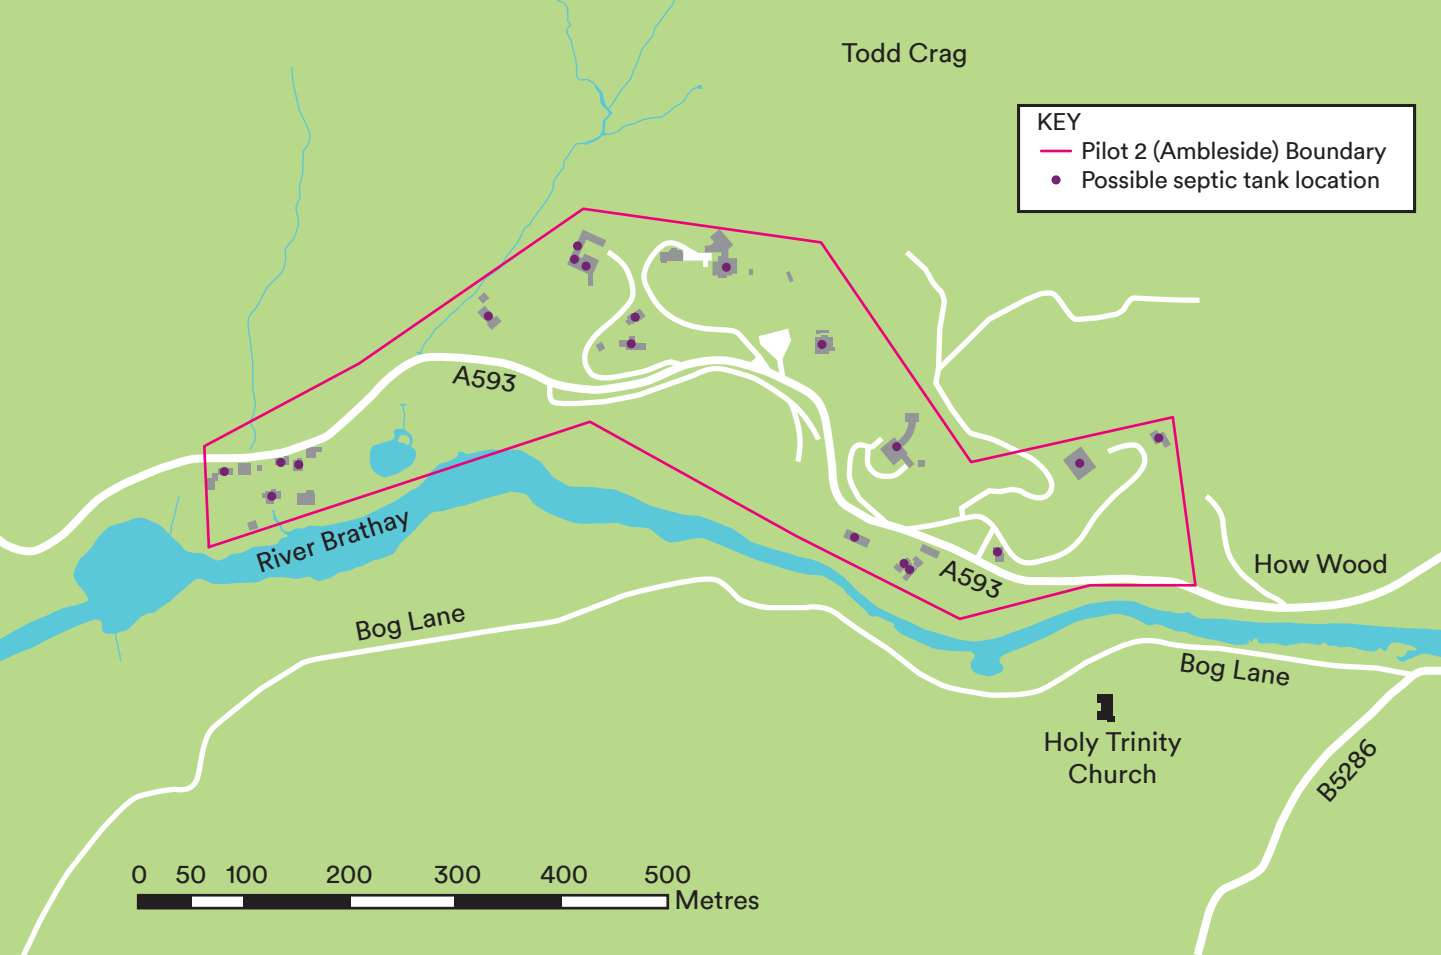 Todd Crag
KEY
Pilot 2 (Ambleside) Boundary
Possible septic tank location
A593
River Brathay
A593
How Wood
Bog Lane
Bog Lane
Holy Trinity
Church
B5286
0 50 100 200 300 400 500
Metres